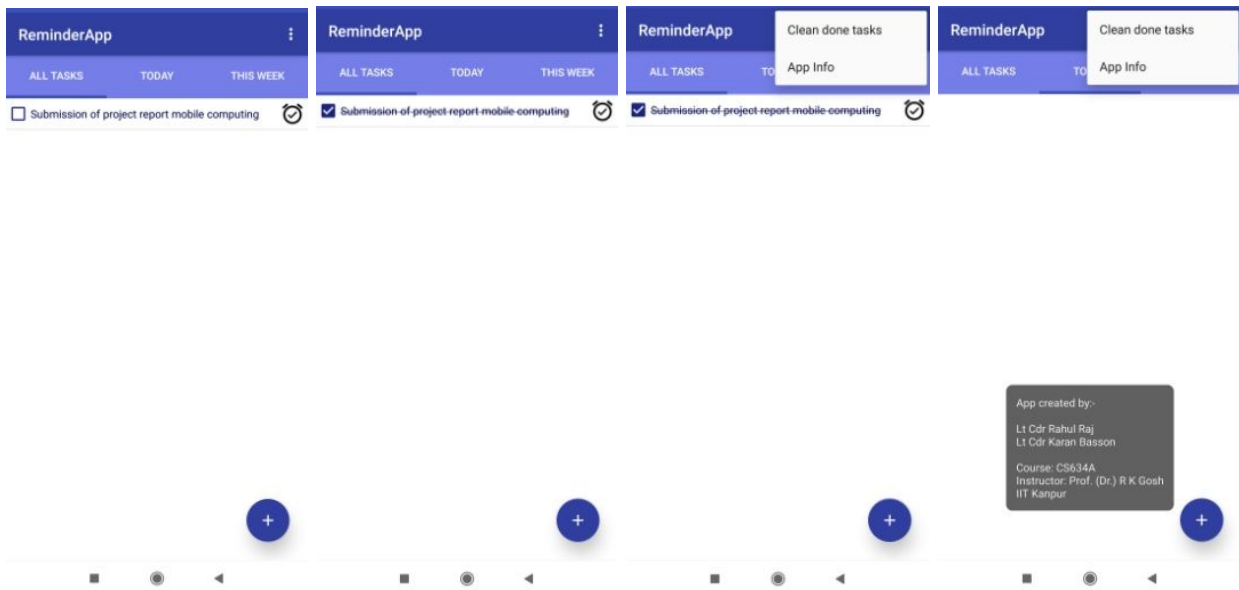 ReminderApp
ALL TASKS TODAY THIS WEEK
Submission of project report mobile computing
+
ReminderApp
ALL TASKS TODAY THIS WEEK
Submission of project report mobile computing
+
ReminderApp
Clean done tasks
App Info
ALL TASKS TO
Submission of project report mobile computing
+
ReminderApp
Clean done tasks
App Info
ALL TASKS TO
App created by:-
Lt Cdr Rahul Raj
Lt Cdr Karan Basson
Course: CS634A
Instructor: Prof. (Dr.) R K Gosh
IIT Kanpur
+